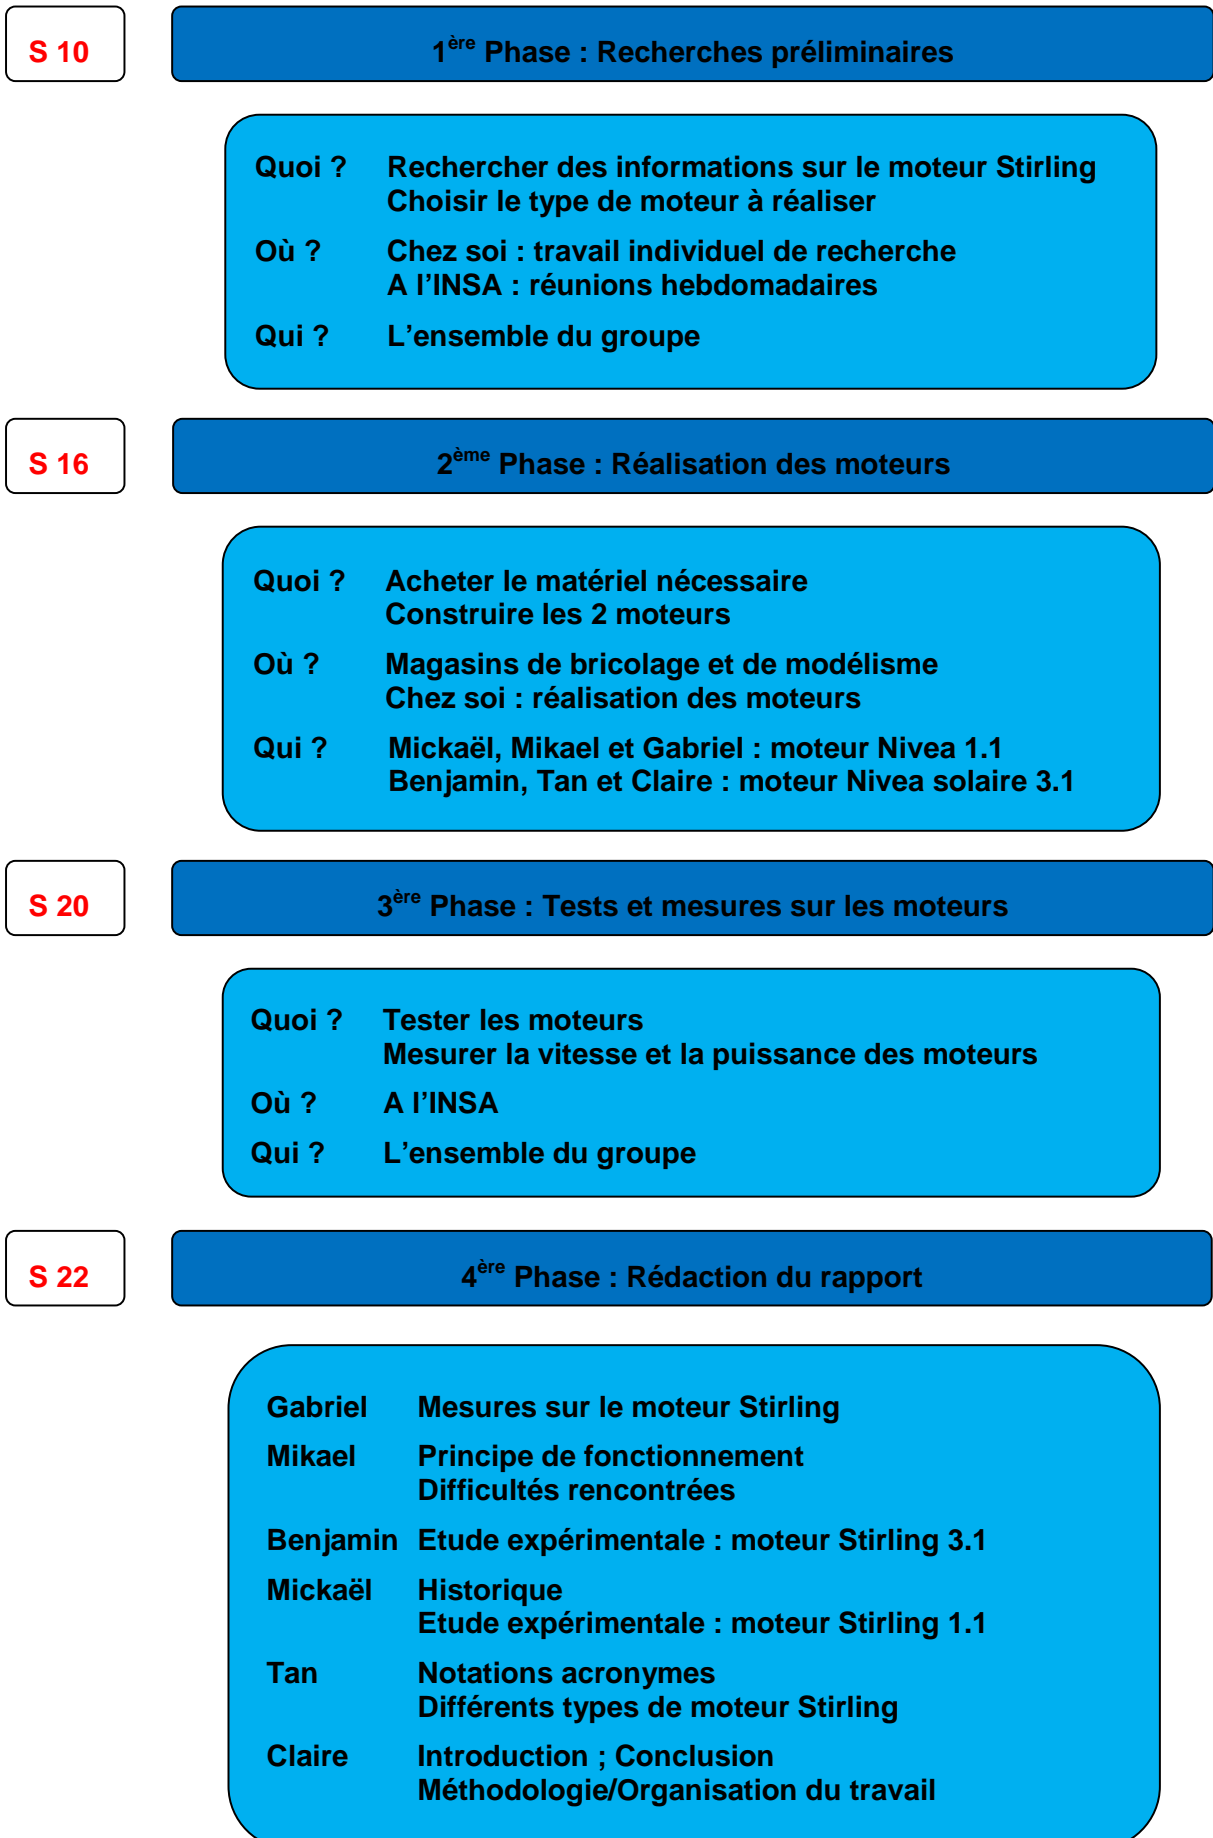 S 10
1ère Phase : Recherches préliminaires
Quoi ? Rechercher des informations sur le moteur Stirling
Choisir le type de moteur à réaliser
Où ? Chez soi : travail individuel de recherche
A l’INSA : réunions hebdomadaires
Qui ? L’ensemble du groupe
S 16
2ème Phase : Réalisation des moteurs
Quoi ? Acheter le matériel nécessaire
Construire les 2 moteurs
Où ? Magasins de bricolage et de modélisme
Chez soi : réalisation des moteurs
Qui ? Mickaël, Mikael et Gabriel : moteur Nivea 1.1
Benjamin, Tan et Claire : moteur Nivea solaire 3.1
S 20
3ère Phase : Tests et mesures sur les moteurs
Quoi ? Tester les moteurs
Mesurer la vitesse et la puissance des moteurs
Où ? A l’INSA
Qui ? L’ensemble du groupe
S 22
4ère Phase : Rédaction du rapport
Gabriel Mesures sur le moteur Stirling
Mikael Principe de fonctionnement
Difficultés rencontrées
Benjamin Etude expérimentale : moteur Stirling 3.1
Mickaël Historique
Etude expérimentale : moteur Stirling 1.1
Tan Notations acronymes
Différents types de moteur Stirling
Claire Introduction ; Conclusion
Méthodologie/Organisation du travail